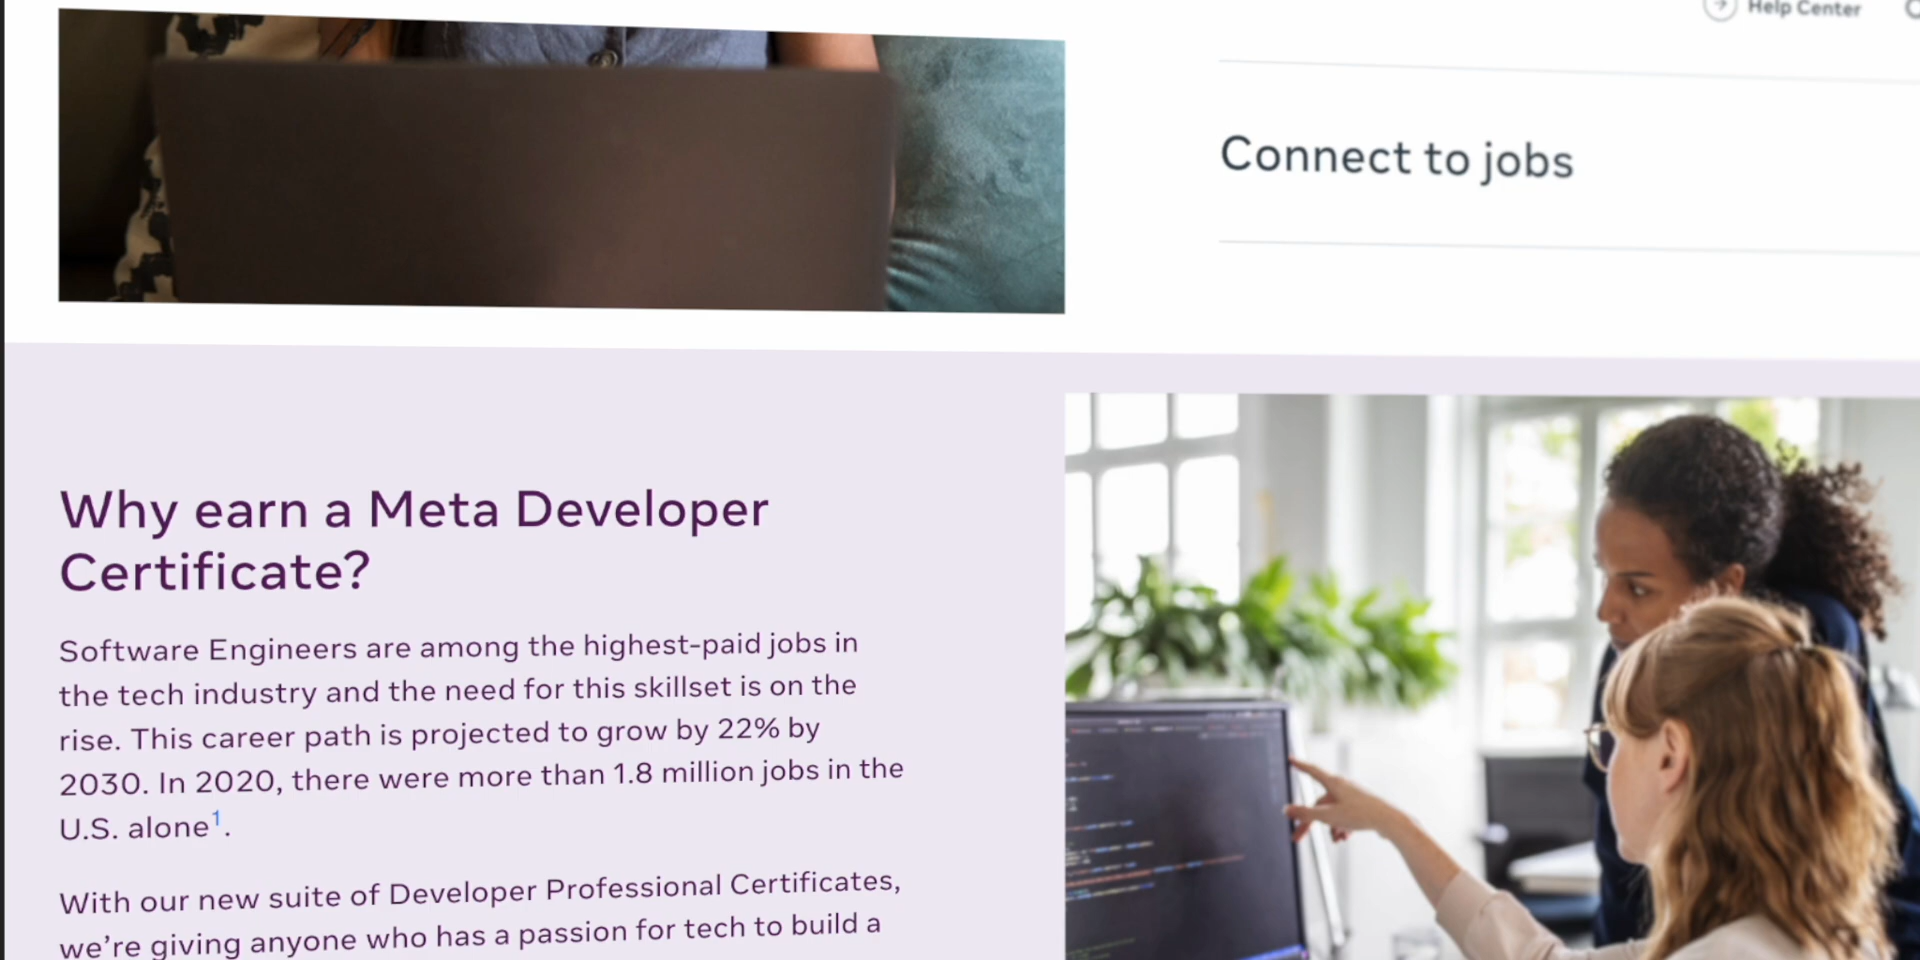 Help Center
Connect to jobs
Why earn a Meta Developer
Certificate?
Software Engineers are among the highest-paid jobs in
the tech industry and the need for this skillset is on the
rise. This career path is projected to grow by 22% by
2030. In 2020, there were more than 1.8 million jobs in the
U.S. alone¹.
With our new suite of Developer Professional Certificates,
we’re giving anyone who has a passion for tech to build a